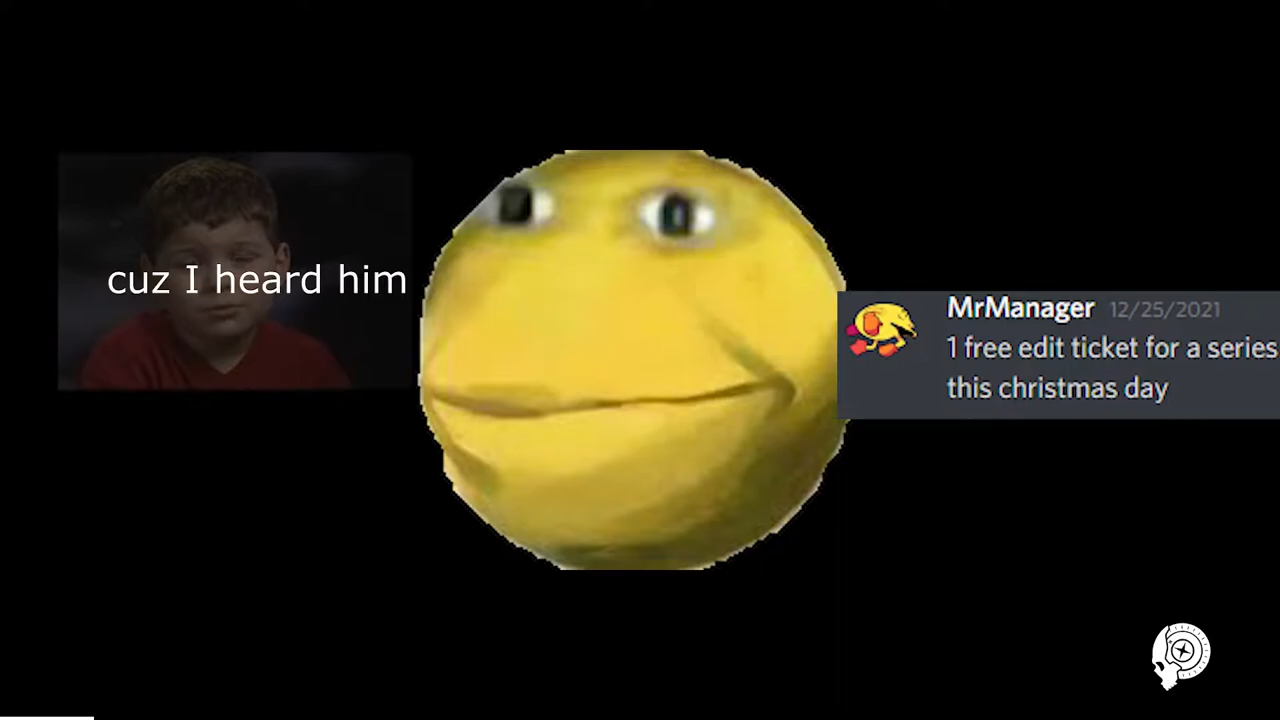 cuz I heard him
MrManager 12/25/2021
1 free edit ticket for a series
this christmas day